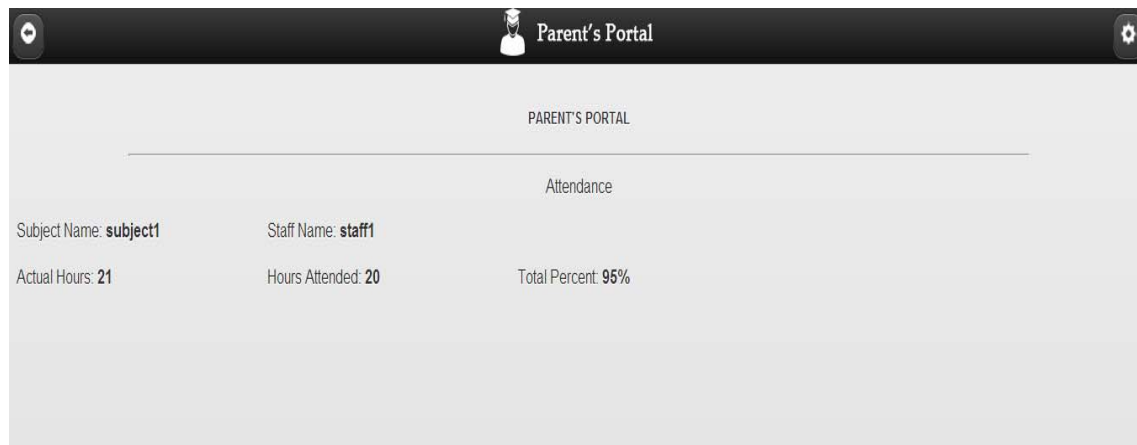 Parent's Portal
PARENT'S PORTAL
Attendance
Subject Name: subject1 Staff Name: staff1
Actual Hours: 21 Hours Attended: 20 Total Percent: 95%